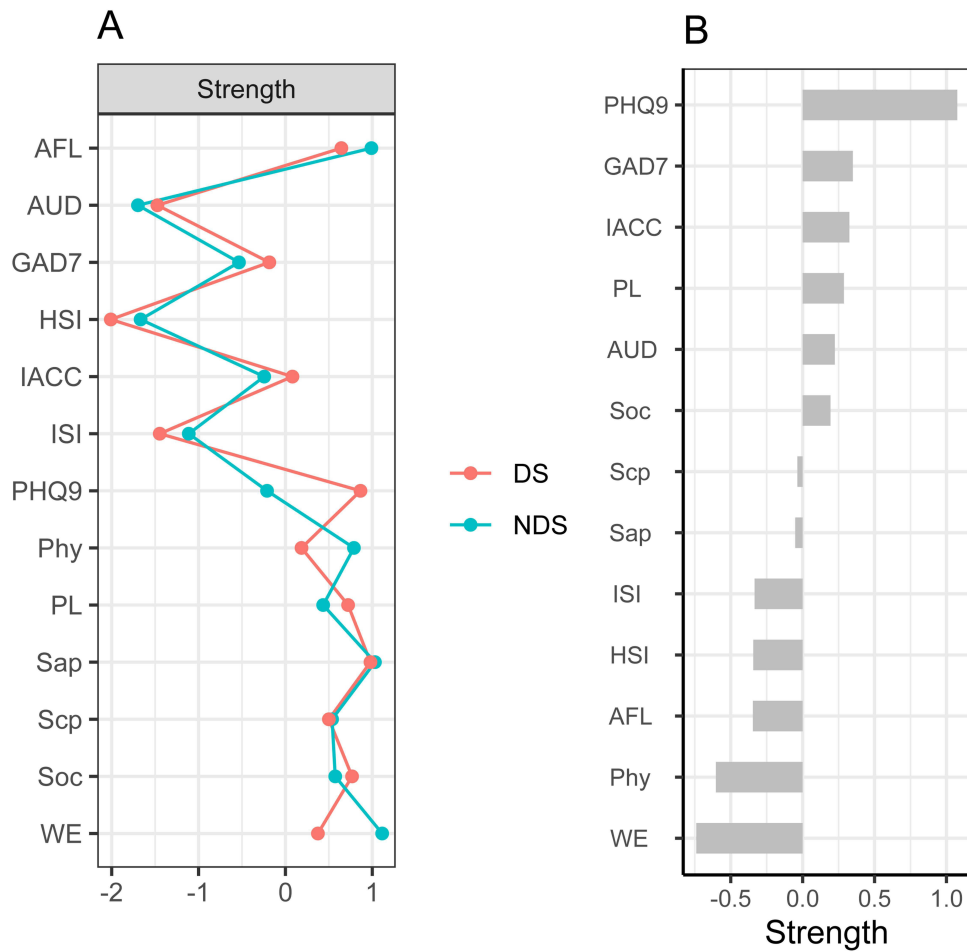 A
Strength
AFL
AUD
GAD7
HSI
IACC
ISI
PHQ9
Phy
PL
Sap
Scp
Soc
WE
-2 -1 0 1
DS
NDS
B
PHQ9
GAD7
IACC
PL
AUD
Soc
Scp
Sap
ISI
HSI
AFL
Phy
WE
-0.5 0.0 0.5 1.0
Strength